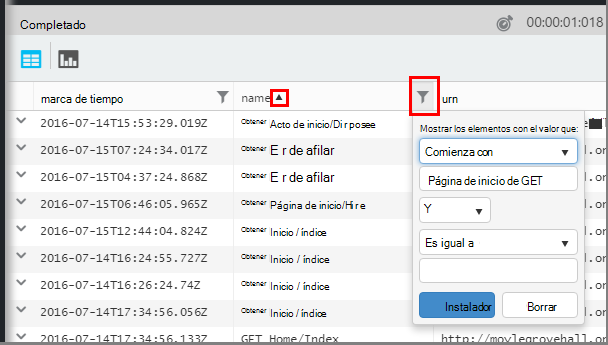 Completado
00:00:01:018
marca de tiempo name urn
2016-07-14T15:53:29.019Z Obtener Acto de inicio/Dir posee
2016-07-15T07:24:34.017Z Obtener E r de afilar
2016-07-15T04:37:24.868Z Obtener E r de afilar
2016-07-15T06:46:05.965Z Obtener Página de inicio/Hire
2016-07-15T12:44:04.824Z Obtener Inicio / índice
2016-07-14T16:24:55.727Z Obtener Inicio / índice
2016-07-14T16:26:24.74Z Obtener Inicio / índice
2016-07-14T17:34:56.056Z Obtener Inicio / índice
2016-07-14T17:34:56.133Z GET Home/Index http://movlegrovehall.or
Mostrar los elementos con el valor que:
Comienza con
Página de inicio de GET
Y
Es igual a
Instalador Borrar